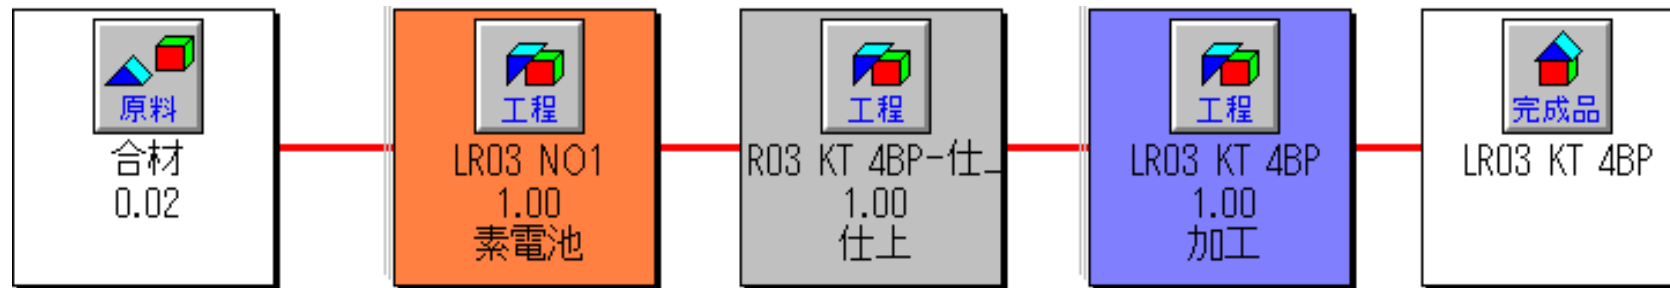 原料
合材
0.02
工程
LR03 NO1
1.00
素電池
工程
R03 KT 4BP-仕
1.00
仕上
工程
LR03 KT 4BP
1.00
加工
完成品
LR03 KT 4BP